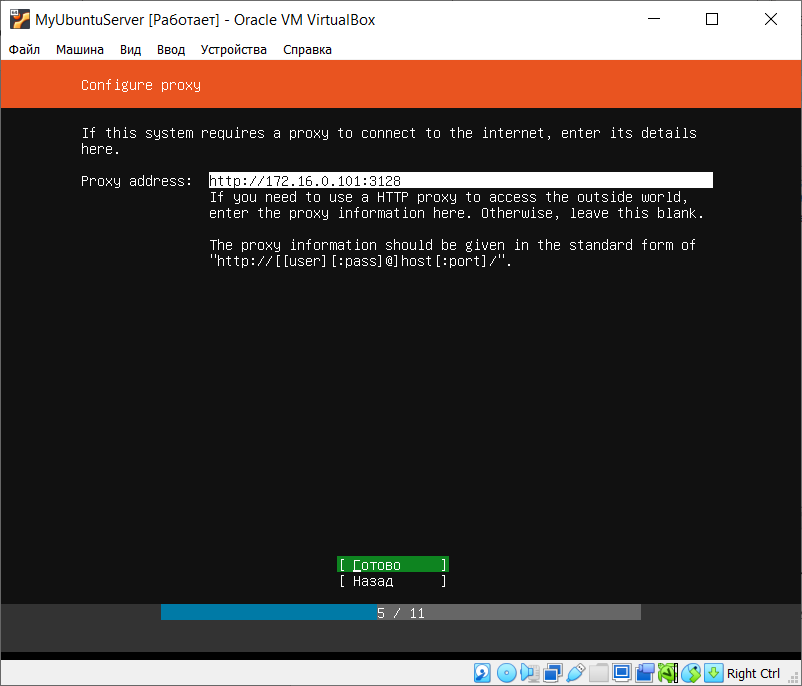 MyUbuntuServer [Работает] - Oracle VM VirtualBox
Файл Машина Вид Ввод Устройства Справка
Configure proxy
If this system requires a proxy to connect to the internet, enter its details
here.
Proxy address: http://172.16.0.101:3128
If you need to use a HTTP proxy to access the outside world,
enter the proxy information here. Otherwise, leave this blank.
The proxy information should be given in the standard form of
"http://[[user][:pass]@]host[:port]/".
[ Готово ]
[ Назад ]
5 / 11
Right Ctrl